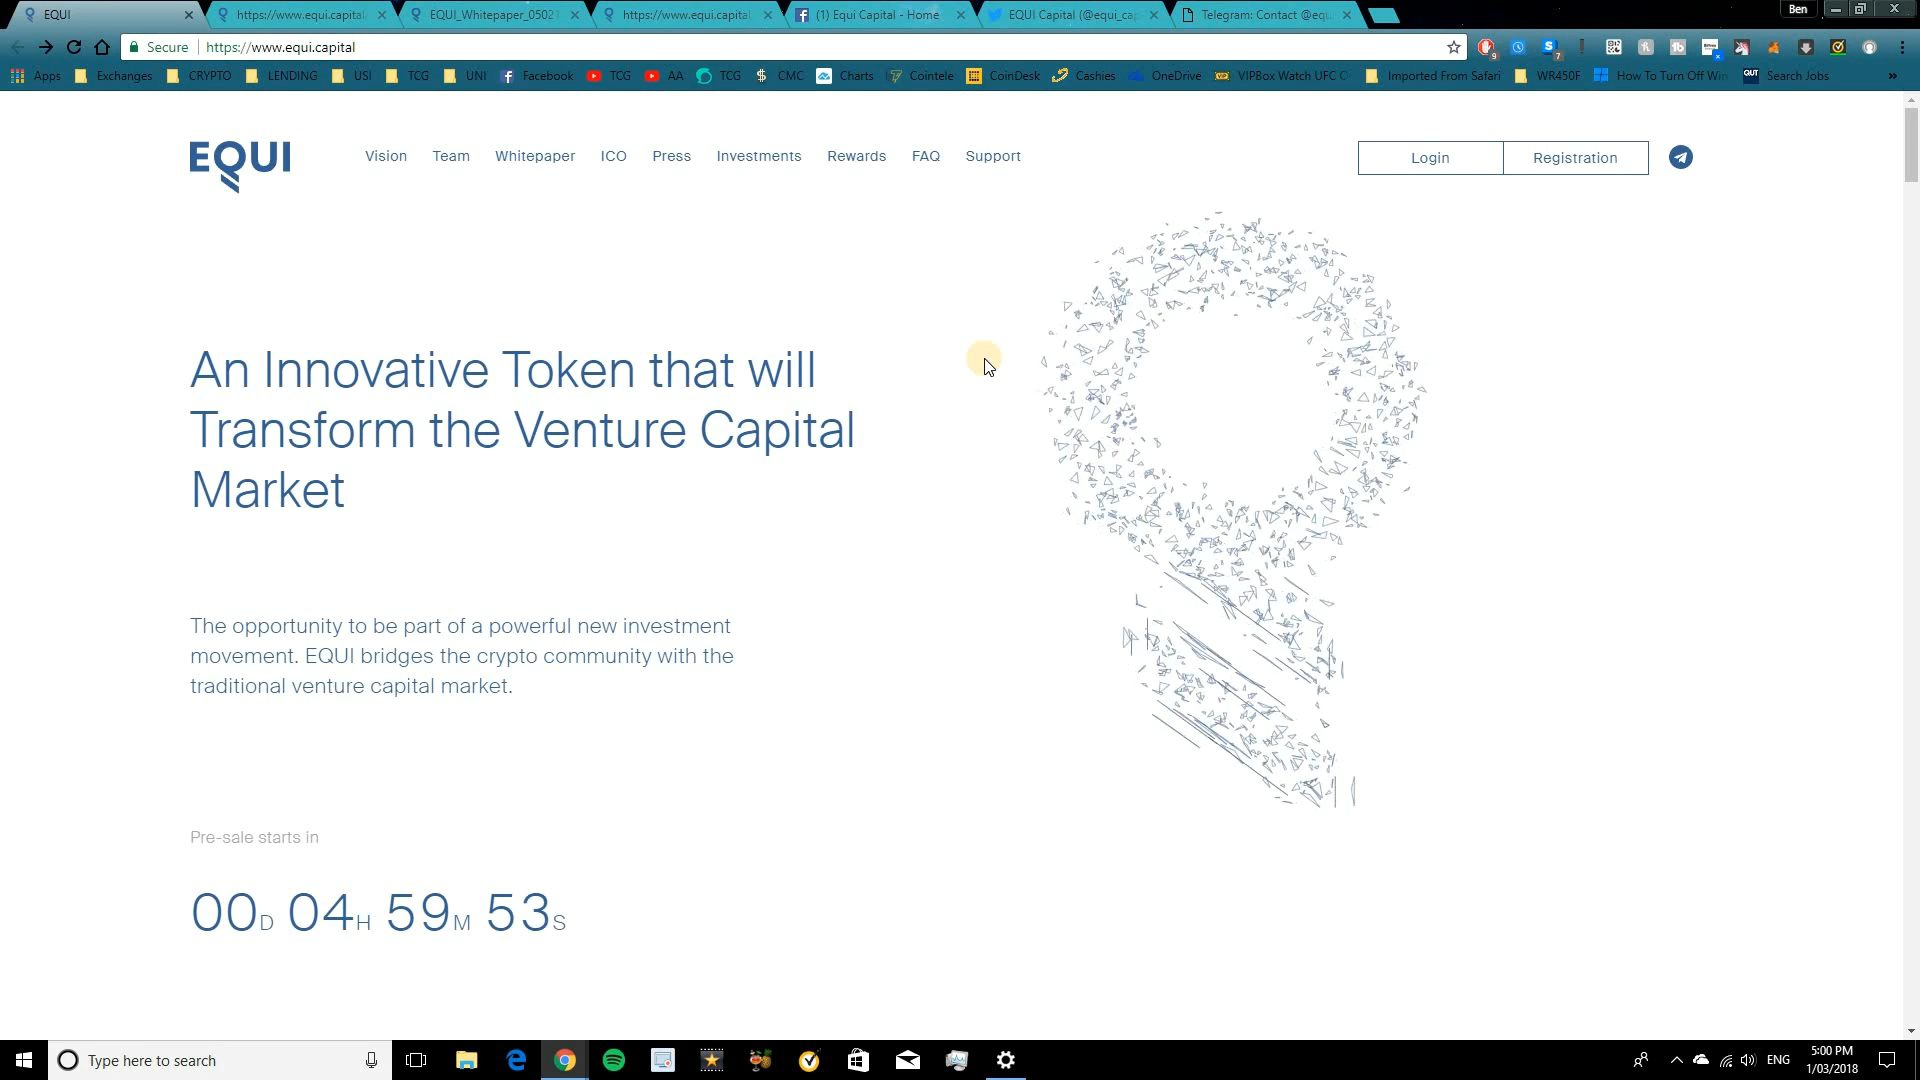 EQUI
https://www.equi.capital
EQUI_Whitepaper_05021
https://www.equi.capital
(1) Equi Capital - Home
EQUI Capital (@equi_cap
Telegram: Contact @equ
Ben
Secure
https://www.equi.capital
Apps
Exchanges
CRYPTO
LENDING
USI
TCG
UNI
Facebook
TCG
AA
TCG
CMC
Charts
Cointele
CoinDesk
Cashies
OneDrive
VIPBox Watch UFC O
Imported From Safari
WR450F
How To Turn Off Win
QUT
Search Jobs
EQUI
Vision
Team
Whitepaper
ICO
Press
Investments
Rewards
FAQ
Support
Login
Registration
An Innovative Token that will
Transform the Venture Capital
Market
The opportunity to be part of a powerful new investment
movement. EQUI bridges the crypto community with the
traditional venture capital market.
Pre-sale starts in
00D 04H 59M 53S
Type here to search
ENG
5:00 PM
1/03/2018